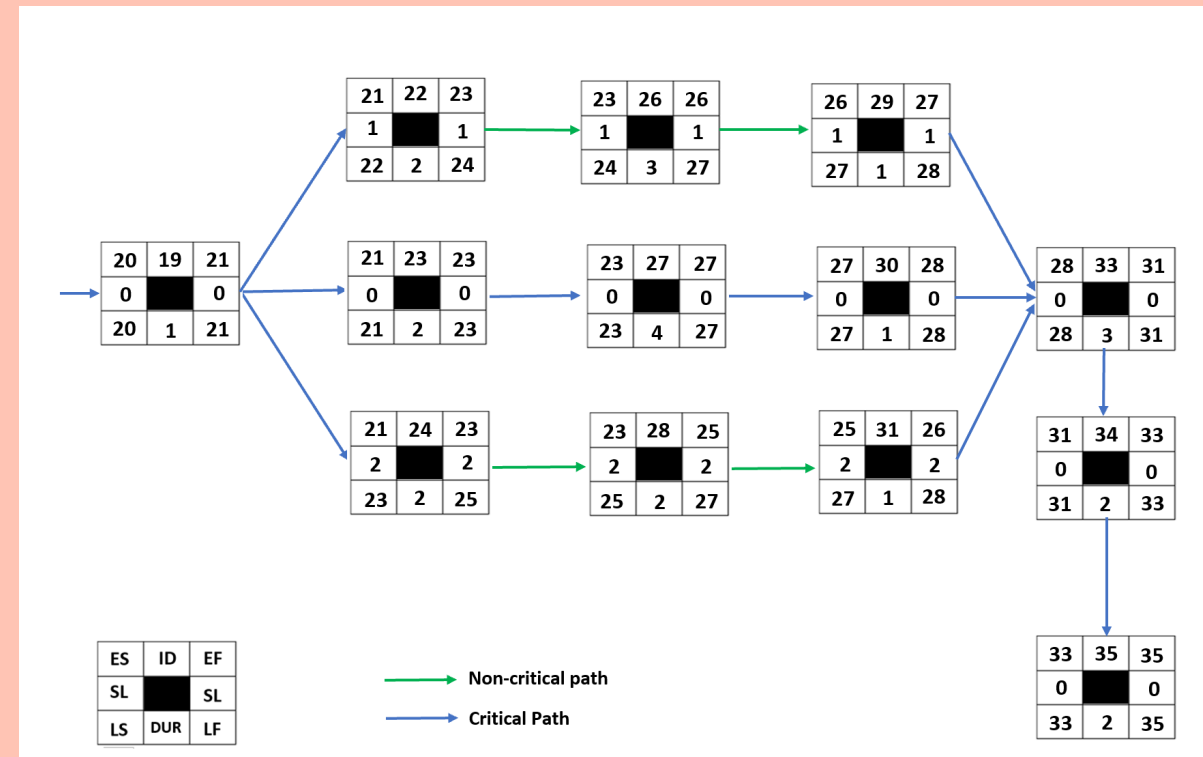 21 22 23
1 1
22 2 24
23 26 26
1 1
24 3 27
26 29 27
1 1
27 1 28
20 19 21
0 0
20 1 21
21 23 23
0 0
21 2 23
23 27 27
0 0
23 4 27
27 30 28
0 0
27 1 28
28 33 31
0 0
28 3 31
21 24 23
2 2
23 2 25
23 28 25
2 2
25 2 27
25 31 26
2 2
27 1 28
31 34 33
0 0
31 2 33
33 35 35
0 0
33 2 35
ES ID EF
SL SL
LS DUR LF
Non-critical path
Critical Path